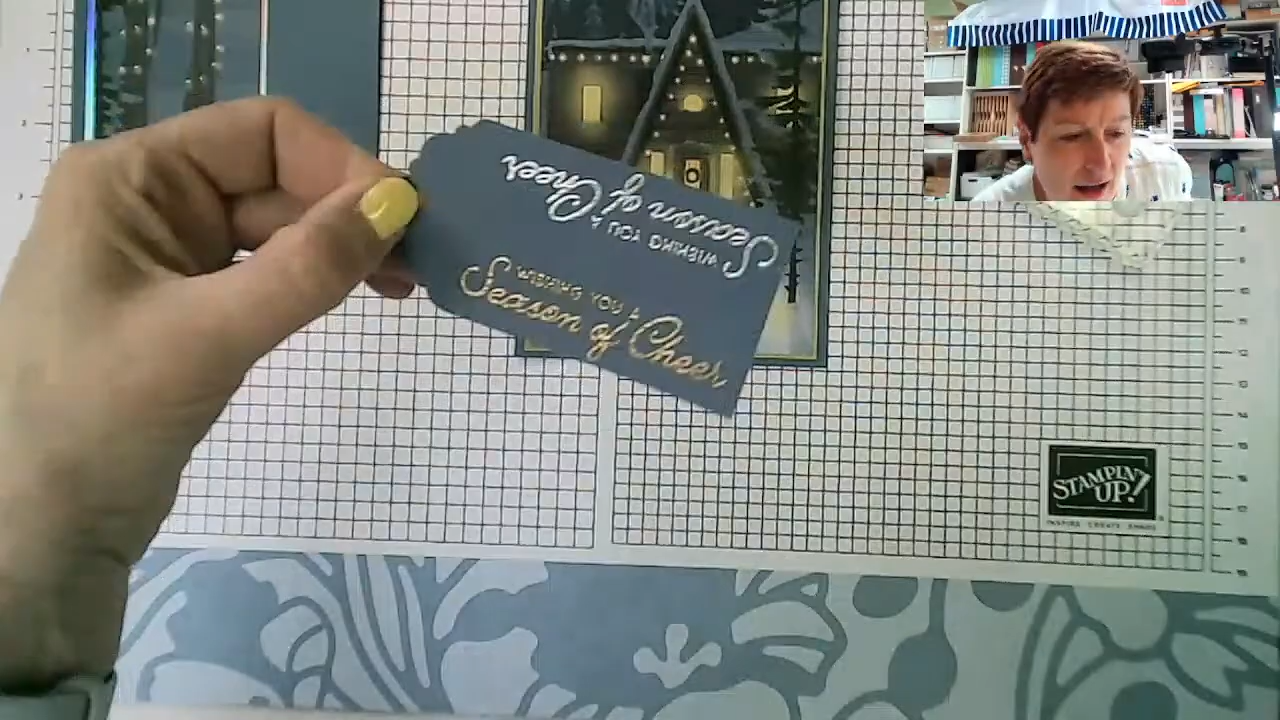 WISHING YOU A
Season of Cheer
WISHING YOU A
Season of Cheer
STAMPIN' UP!
INSPIRE. CREATE. SHARE.